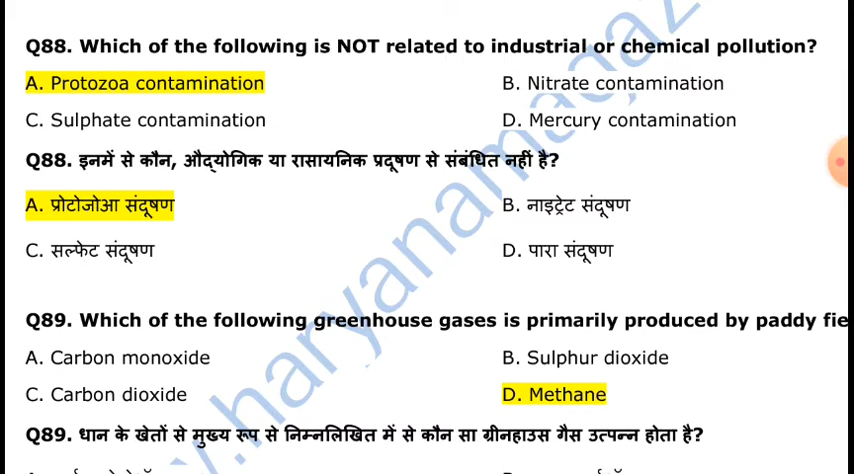 Q88. Which of the following is NOT related to industrial or chemical pollution?
A. Protozoa contamination B. Nitrate contamination
C. Sulphate contamination D. Mercury contamination
Q88. इनमें से कौन, औद्योगिक या रासायनिक प्रदूषण से संबंधित नहीं है?
A. प्रोटोजोआ संदूषण B. नाइट्रेट संदूषण
C. सल्फेट संदूषण D. पारा संदूषण
Q89. Which of the following greenhouse gases is primarily produced by paddy fie
A. Carbon monoxide B. Sulphur dioxide
C. Carbon dioxide D. Methane
Q89. धान के खेतों से मुख्य रूप से निम्नलिखित में से कौन सा ग्रीनहाउस गैस उत्पन्न होता है?
.haryanamagaz